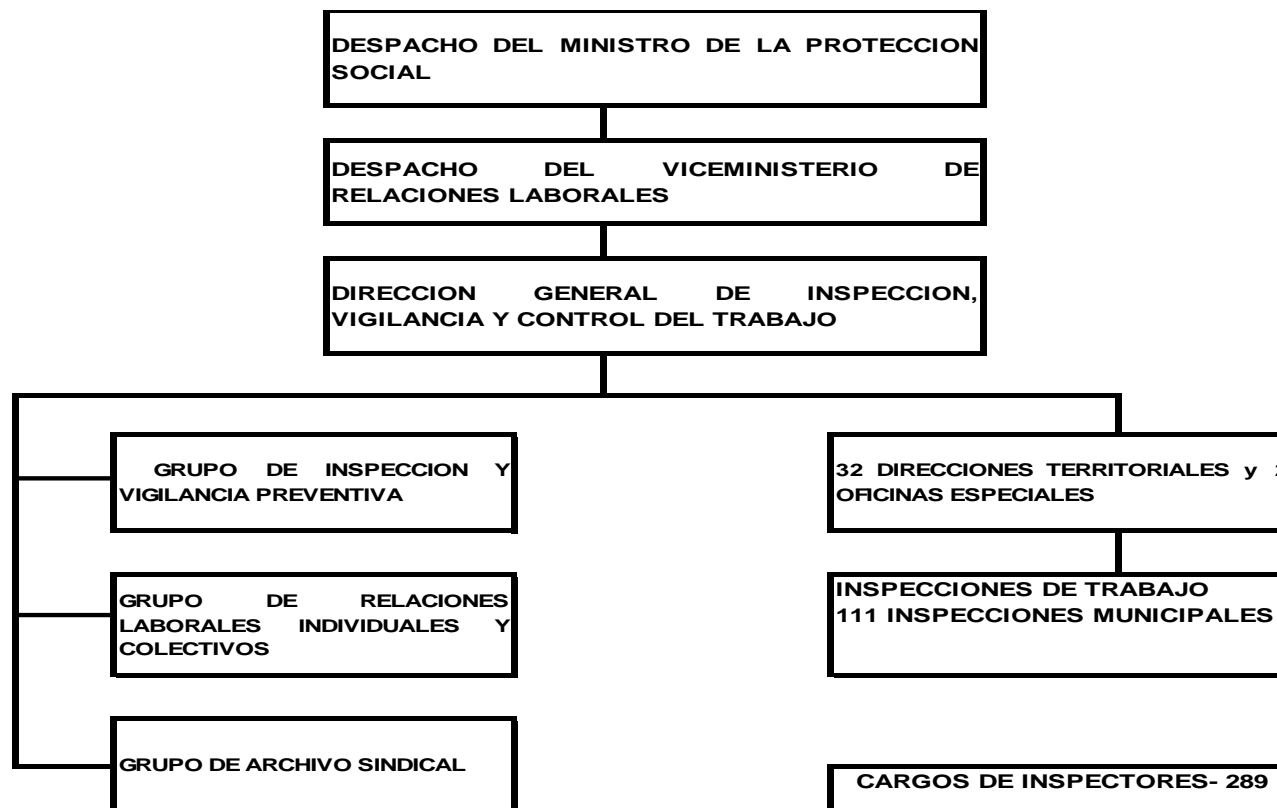 DESPACHO DEL MINISTRO DE LA PROTECCION
SOCIAL
DESPACHO DEL VICEMINISTERIO DE
RELACIONES LABORALES
DIRECCION GENERAL DE INSPECCION,
VIGILANCIA Y CONTROL DEL TRABAJO
GRUPO DE INSPECCION Y
VIGILANCIA PREVENTIVA
GRUPO DE RELACIONES
LABORALES INDIVIDUALES Y
COLECTIVOS
GRUPO DE ARCHIVO SINDICAL
32 DIRECCIONES TERRITORIALES y
OFICINAS ESPECIALES
INSPECCIONES DE TRABAJO
111 INSPECCIONES MUNICIPALES
CARGOS DE INSPECTORES- 289